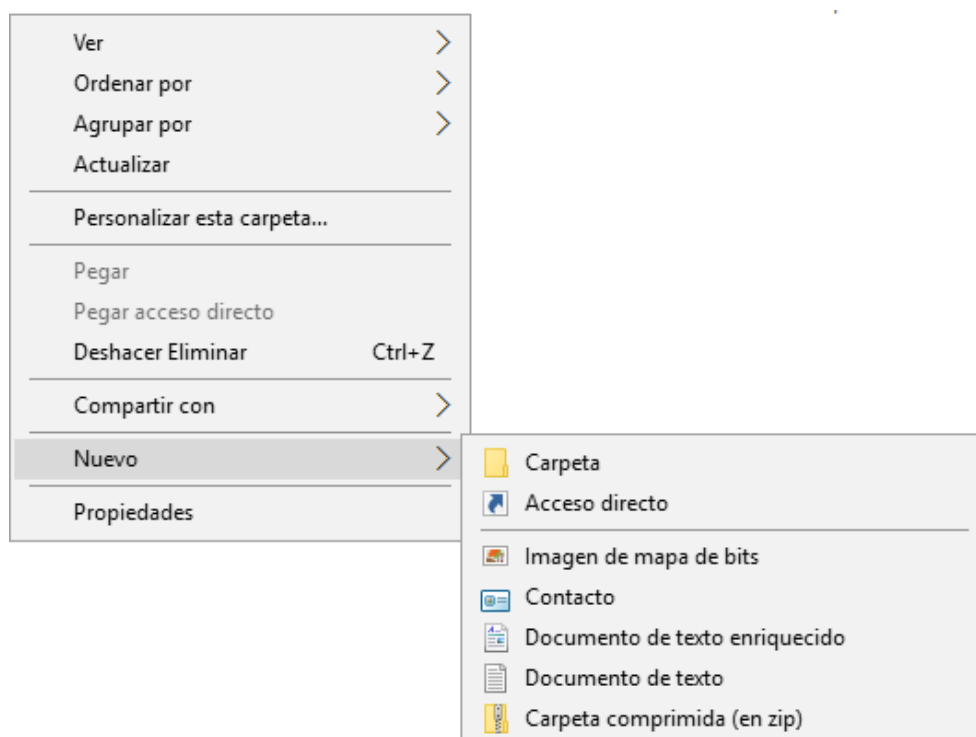 Ver
Ordenar por
Agrupar por
Actualizar
Personalizar esta carpeta...
Pegar
Pegar acceso directo
Deshacer Eliminar Ctrl+Z
Compartir con
Nuevo
Propiedades
Carpeta
Acceso directo
Imagen de mapa de bits
Contacto
Documento de texto enriquecido
Documento de texto
Carpeta comprimida (en zip)